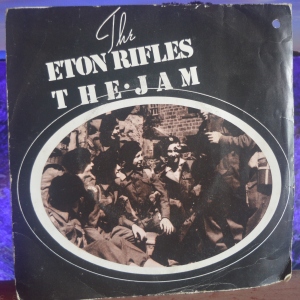 The
ETON RIFLES
THE • JAM